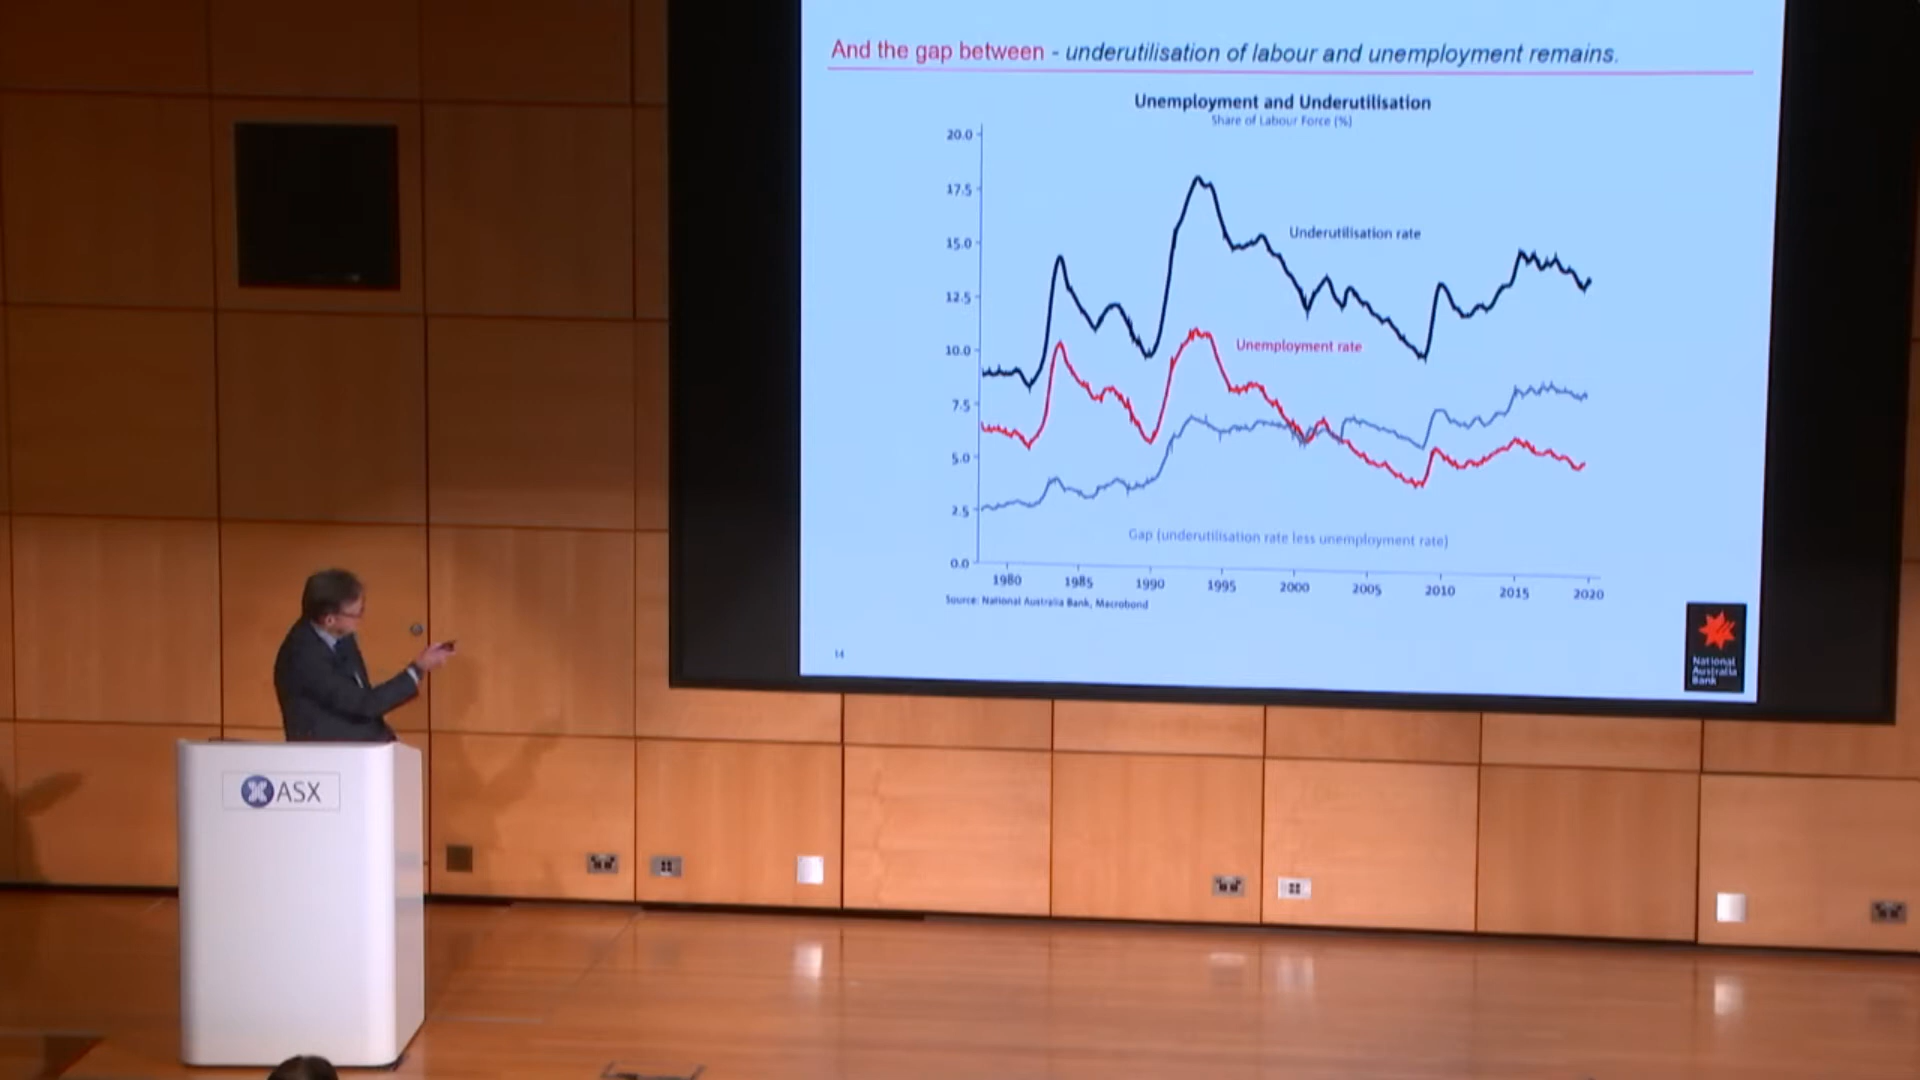 And the gap between - underutilisation of labour and unemployment remains.
Unemployment and Underutilisation
Share of Labour Force (%)
20.0
17.5
15.0
12.5
10.0
7.5
5.0
2.5
0.0
Underutilisation rate
Unemployment rate
Gap (underutilisation rate less unemployment rate)
1980 1985 1990 1995 2000 2005 2010 2015 2020
Source: National Australia Bank, Macrobond
14
National
Australia
Bank
ASX